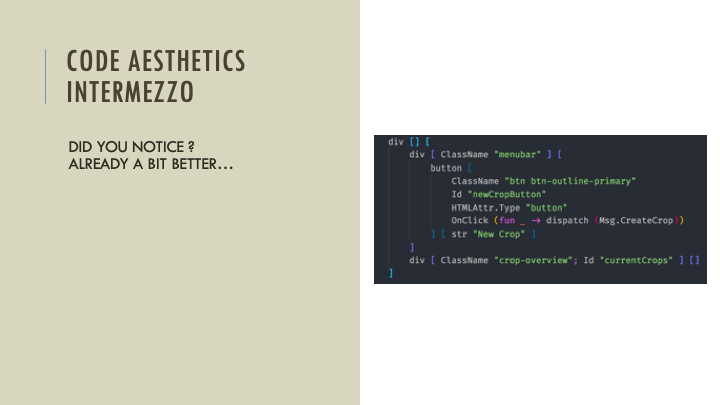 CODE AESTHETICS
INTERMEZZO
DID YOU NOTICE ?
ALREADY A BIT BETTER...
div [] [
    div [ ClassName "menubar" ] [
        button [
            ClassName "btn btn-outline-primary"
            Id "newCropButton"
            HTMLAttr.Type "button"
            OnClick (fun _ → dispatch (Msg.CreateCrop))
        ] [ str "New Crop" ]
    ]
    div [ ClassName "crop-overview"; Id "currentCrops" ] []
]